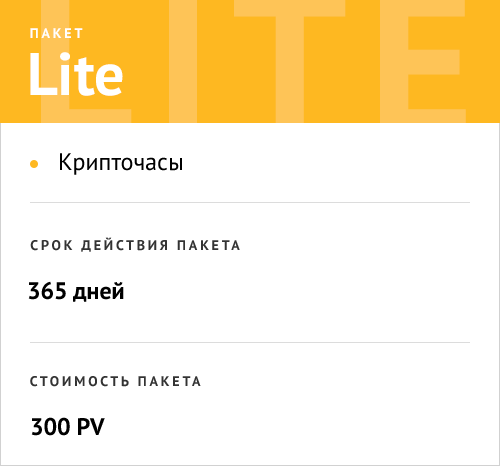 LITE
ПАКЕТ
Lite
Крипточасы
СРОК ДЕЙСТВИЯ ПАКЕТА
365 дней
СТОИМОСТЬ ПАКЕТА
300 PV